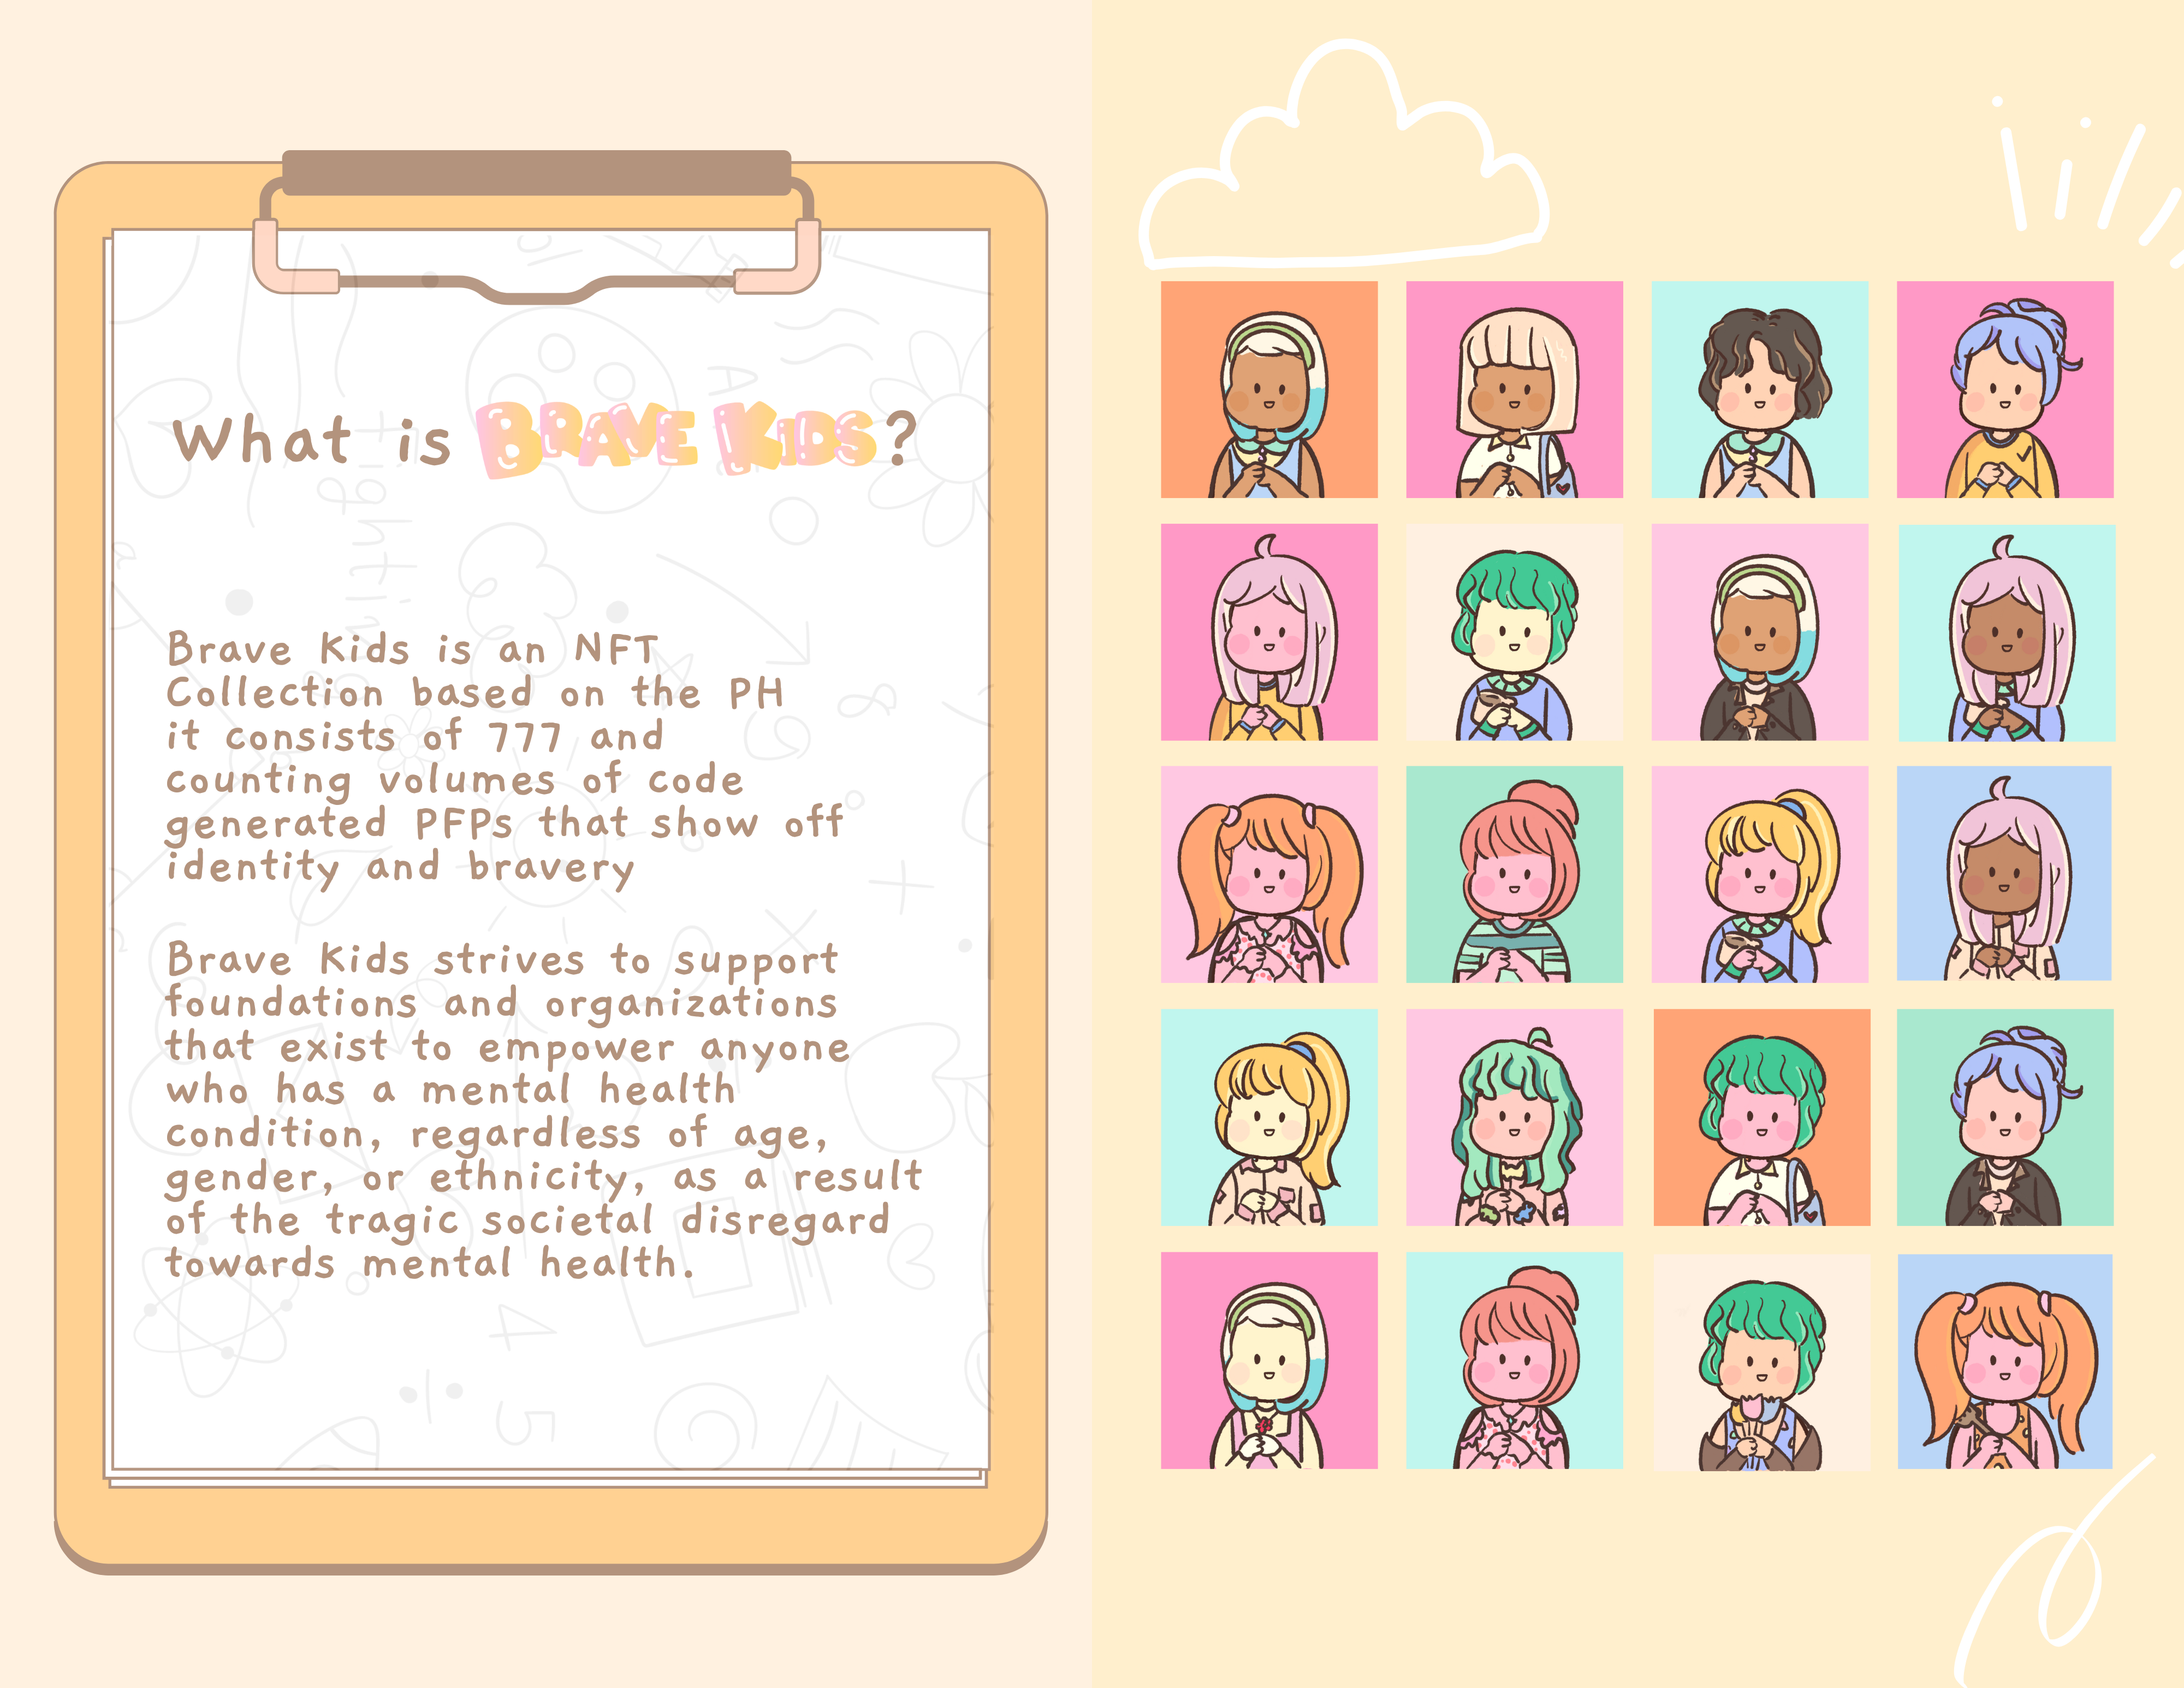 What is BRAVE KIDS?
Brave Kids is an NFT
Collection based on the PH
it consists of 777 and
counting volumes of code
generated PFPs that show off
identity and bravery
Brave Kids strives to support
foundations and organizations
that exist to empower anyone
who has a mental health
condition, regardless of age,
gender, or ethnicity, as a result
of the tragic societal disregard
towards mental health.